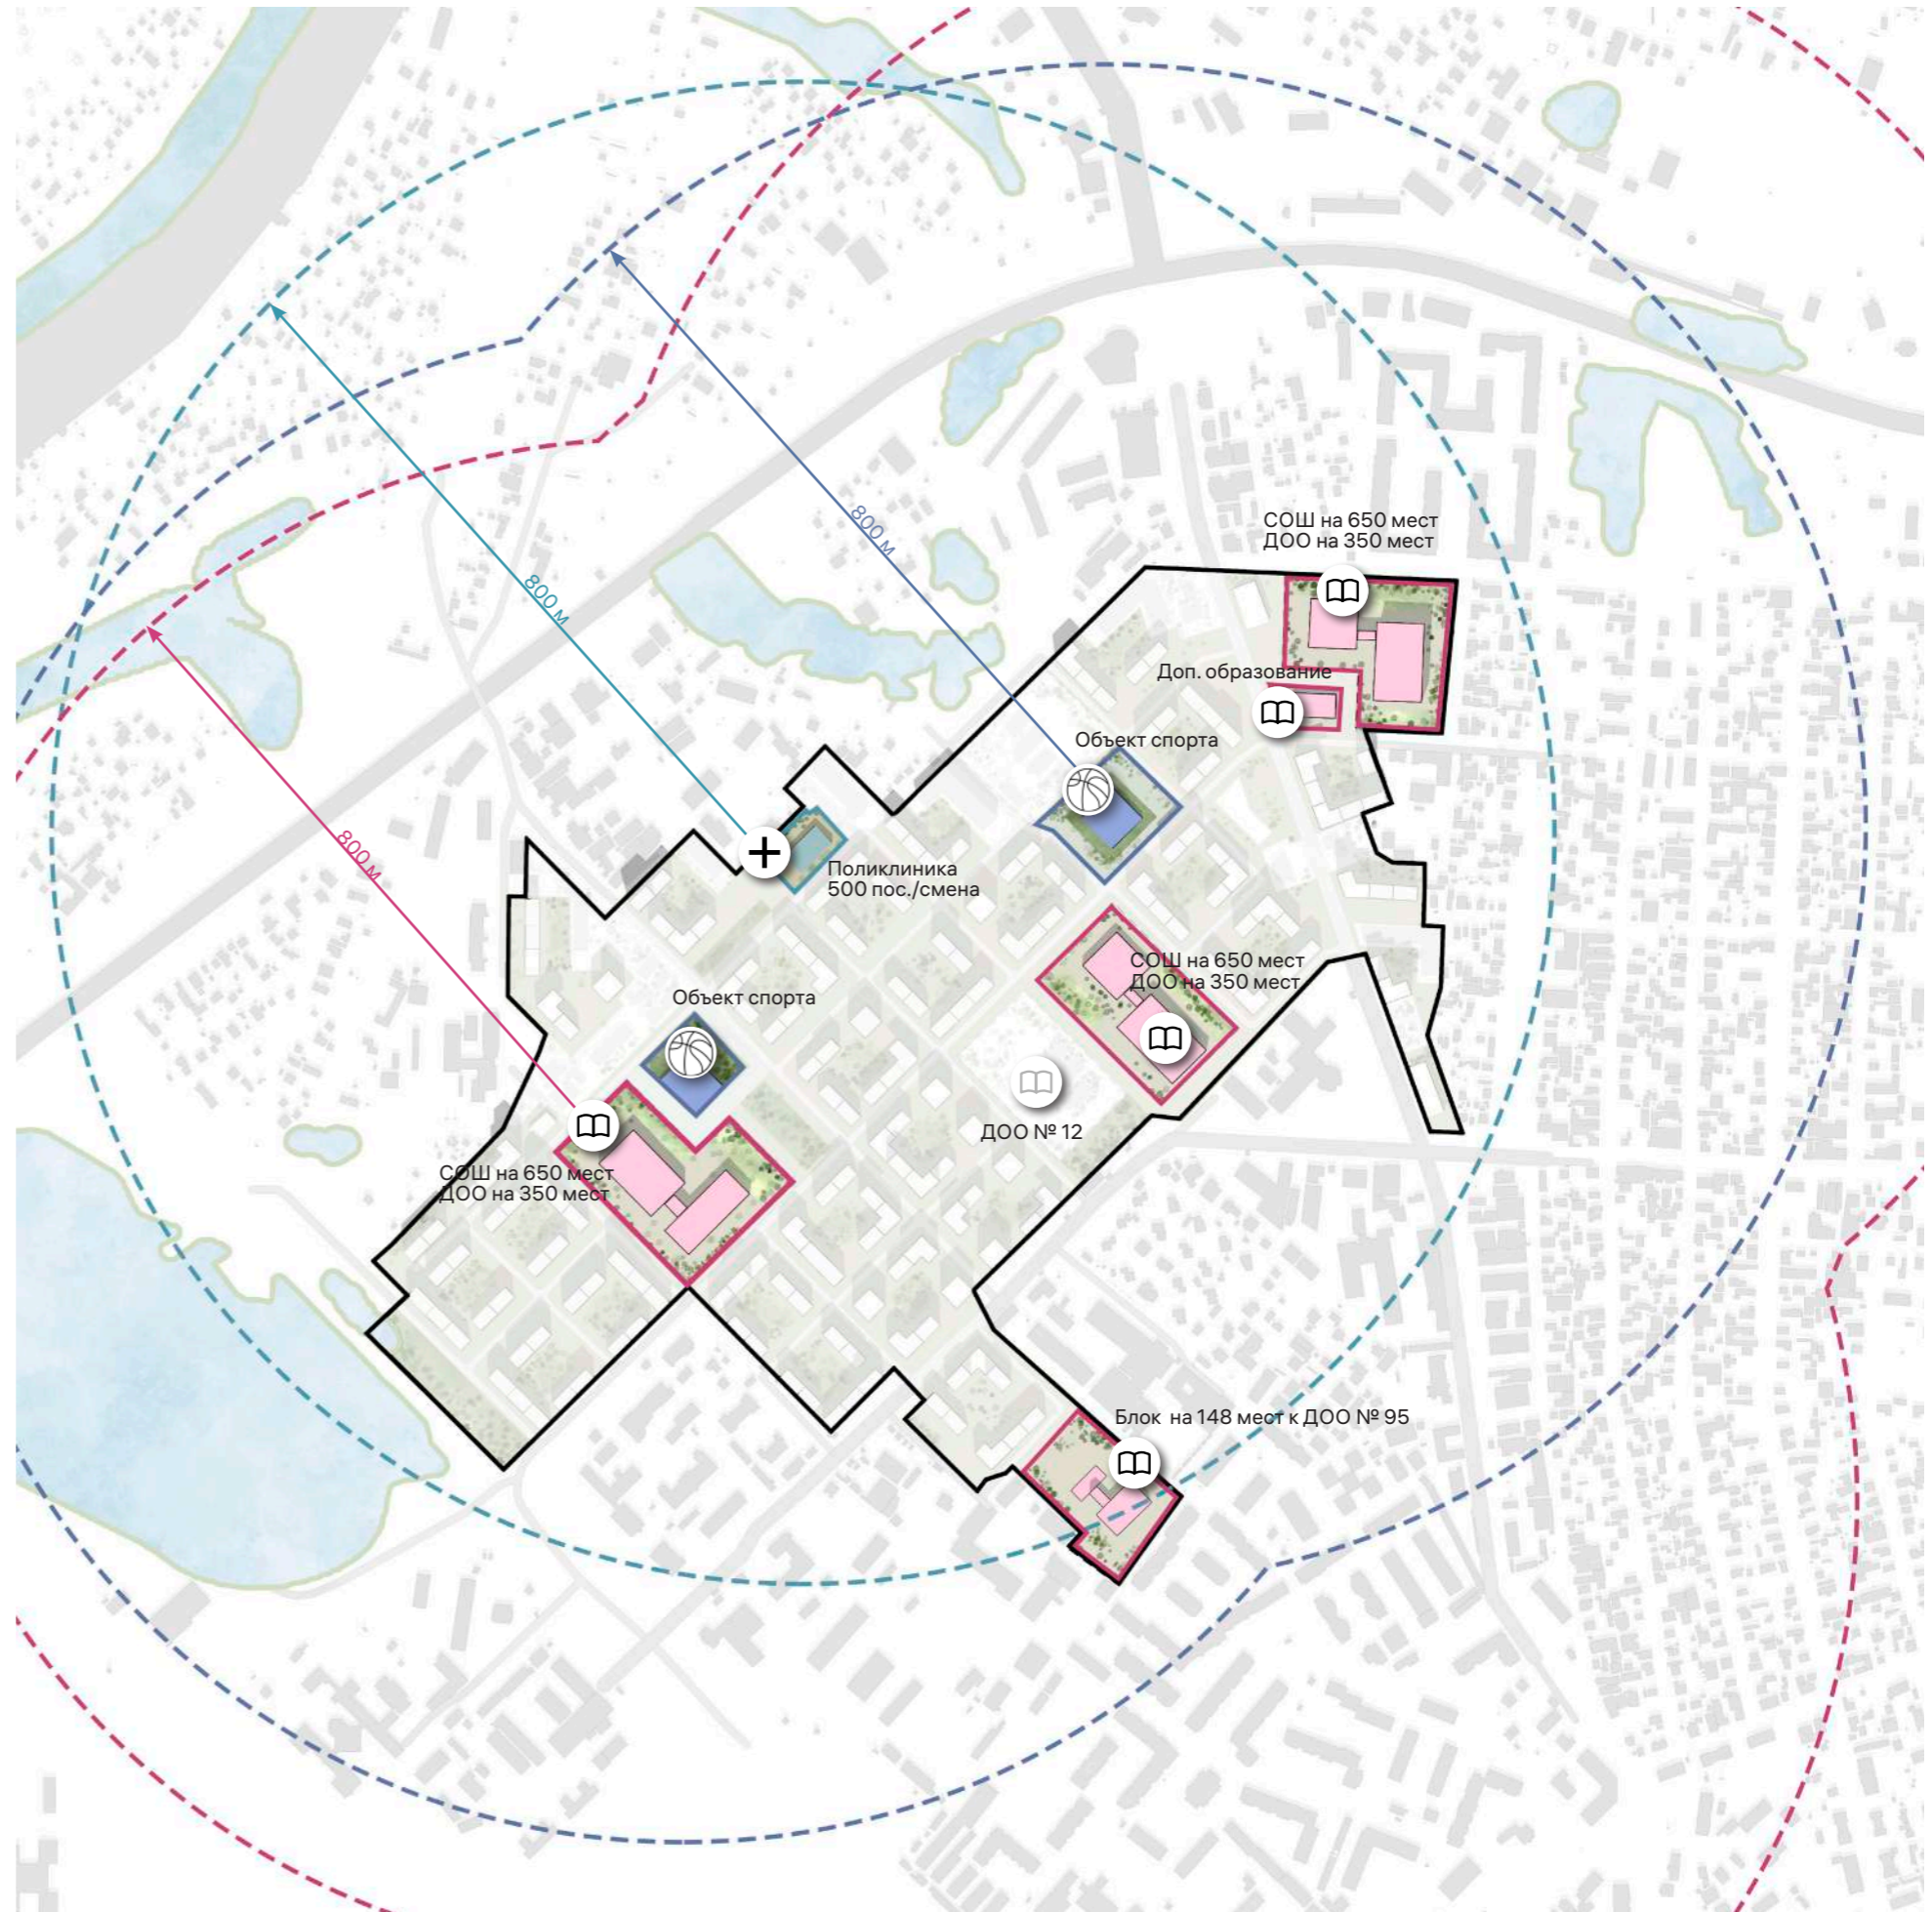 800 м
СОШ на 650 мест
ДОО на 350 мест
800 м
Доп. образование
Объект спорта
800 м
Поликлиника
500 пос./смена
СОШ на 650 мест
ДОО на 350 мест
Объект спорта
ДОО № 12
СОШ на 650 мест
ДОО на 350 мест
Блок на 148 мест к ДОО № 95